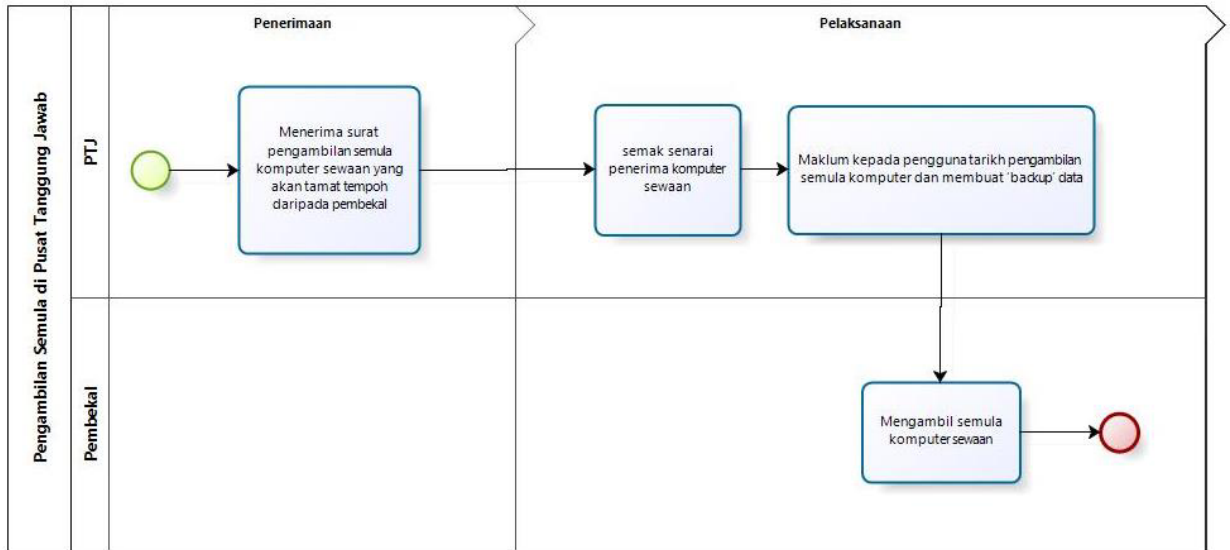 Penerimaan
Pelaksanaan
Pengambilan Semula di Pusat Tanggung Jawab
PTJ
Menerima surat
pengambilan semula
komputer sewaan yang
akan tamat tempoh
daripada pembekal
semak senarai
penerima komputer
sewaan
Maklum kepada pengguna tarikh pengambilan
semula komputer dan membuat 'backup' data
Pembekal
Mengambil semula
komputer sewaan